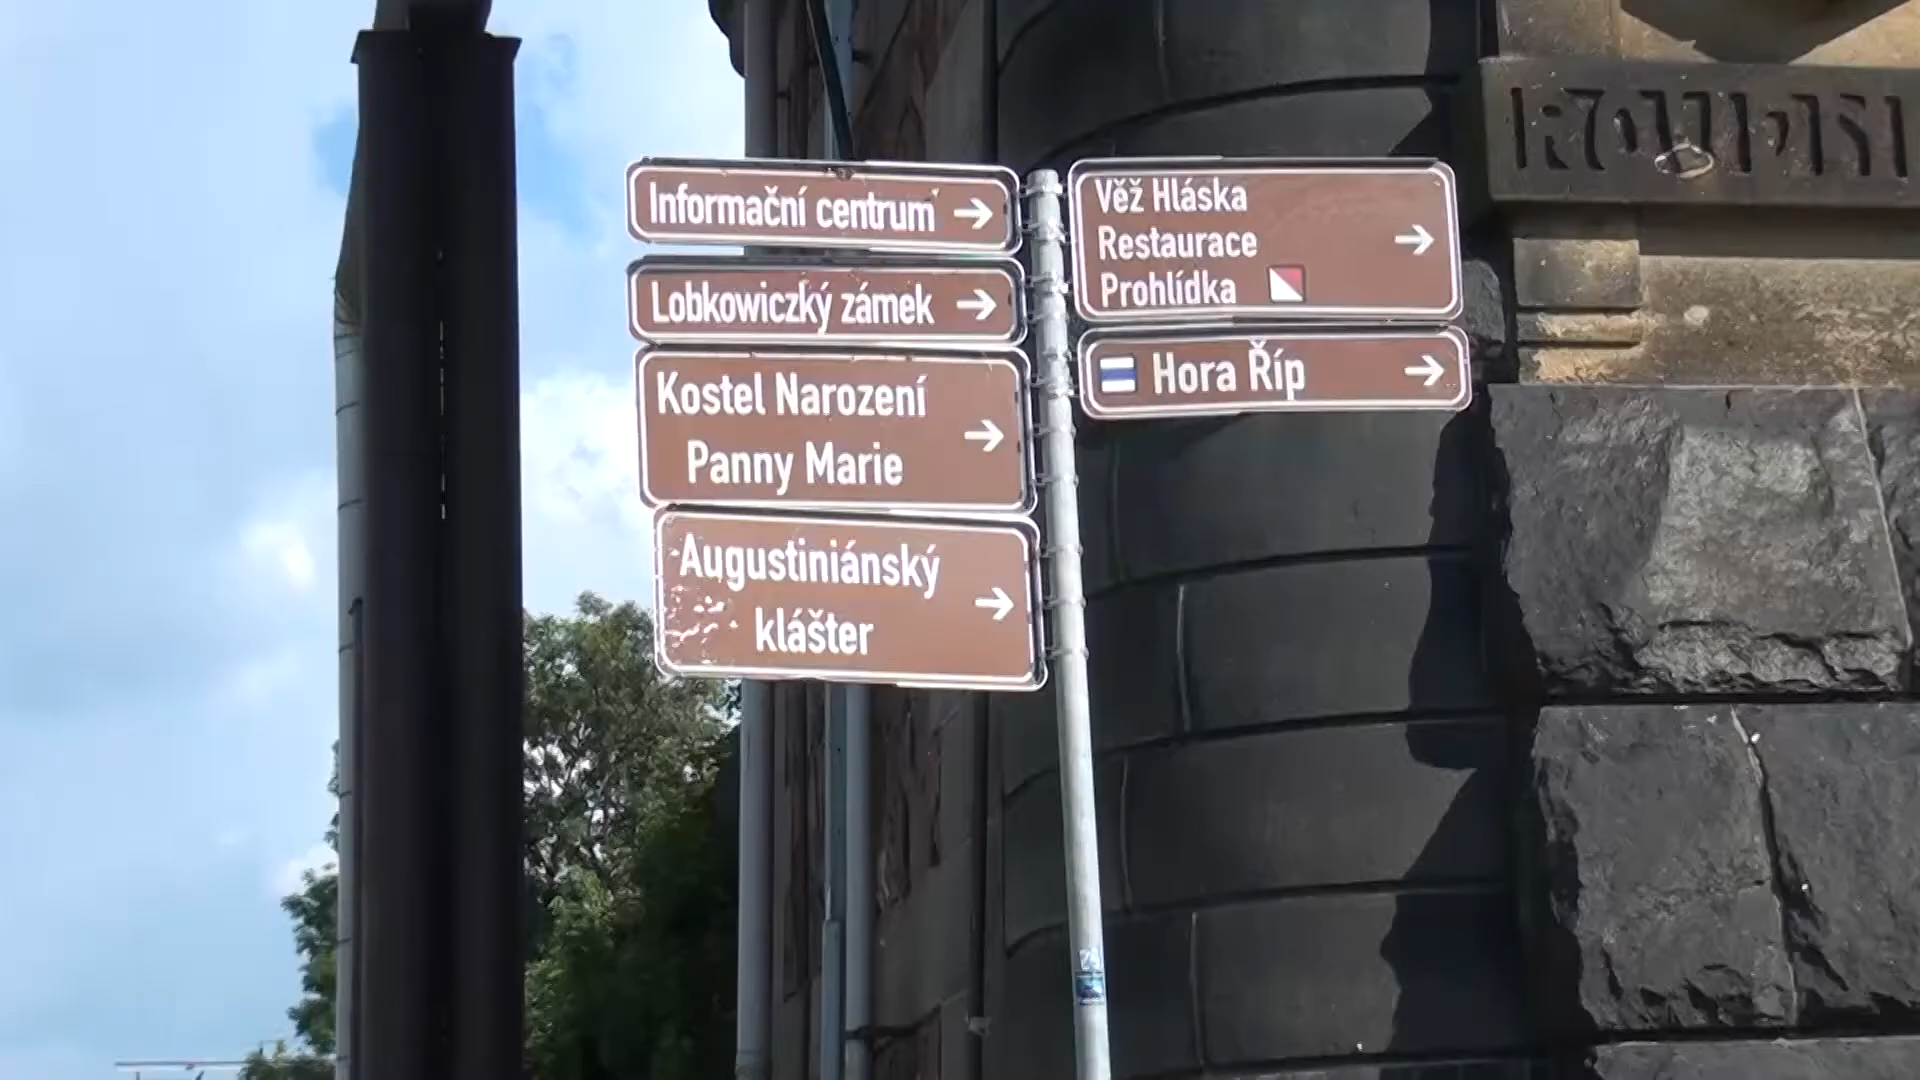 Informační centrum
Lobkowiczký zámek
Kostel Narození
Panny Marie
Augustiniánský
klášter
Věž Hláska
Restaurace
Prohlídka
Hora Říp